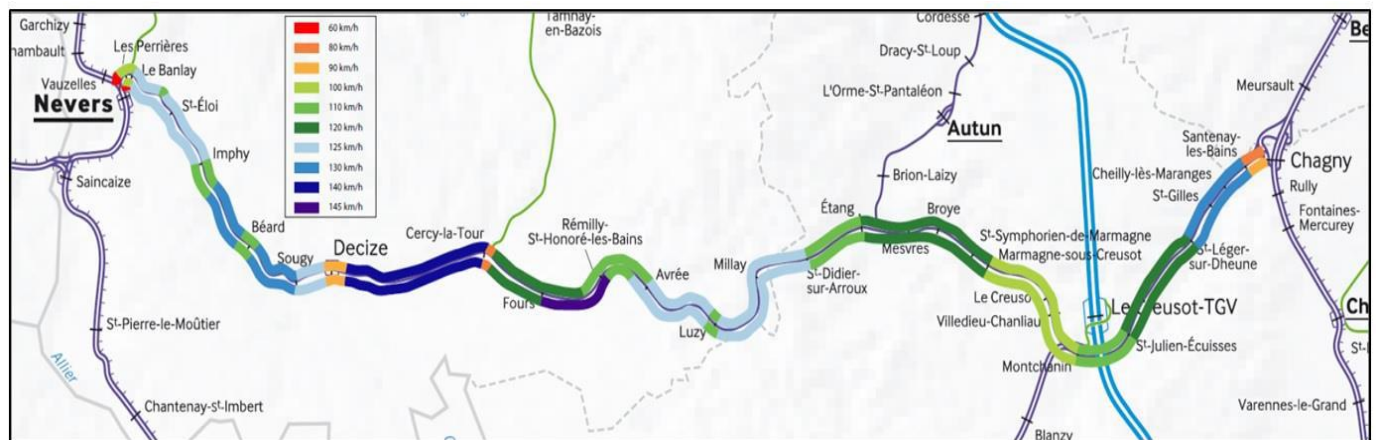 Garchizy
Les Perrières
Le Banlay
Vauzelles
Nevers
St-Éloi
Imphy
Saincaize
Béard
Sougy
Decize
St-Pierre-le-Moûtier
Allier
Chantenay-st-Imbert
60 km/h
80 km/h
90 km/h
100 km/h
110 km/h
120 km/h
125 km/h
130 km/h
140 km/h
145 km/h
Tamnay-
en-Bazois
Cercy-la-Tour
Rémilly-
St-Honoré-les-Bains
Fours
Avrée
Luzy
Millay
Cordesse
Dracy-St-Loup
L'Orme-St-Pantaléon
Autun
Brion-Laizy
Étang
Broye
Mesvres
St-Didier-
sur-Arroux
St-Symphorien-de-Marmagne
Marmagne-sous-Creusot
Le Creuso
Villedieu-Chanliau
Le Creusot-TGV
Montchanin
St-Julien-Écuisses
Blanzy
Meursault
Santenay-
les-Bains
Chagny
Cheilly-lès-Maranges
St-Gilles
Rully
Fontaines-
Mercurey
St-Léger-
sur-Dheune
Varennes-le-Grand
Be
Ch